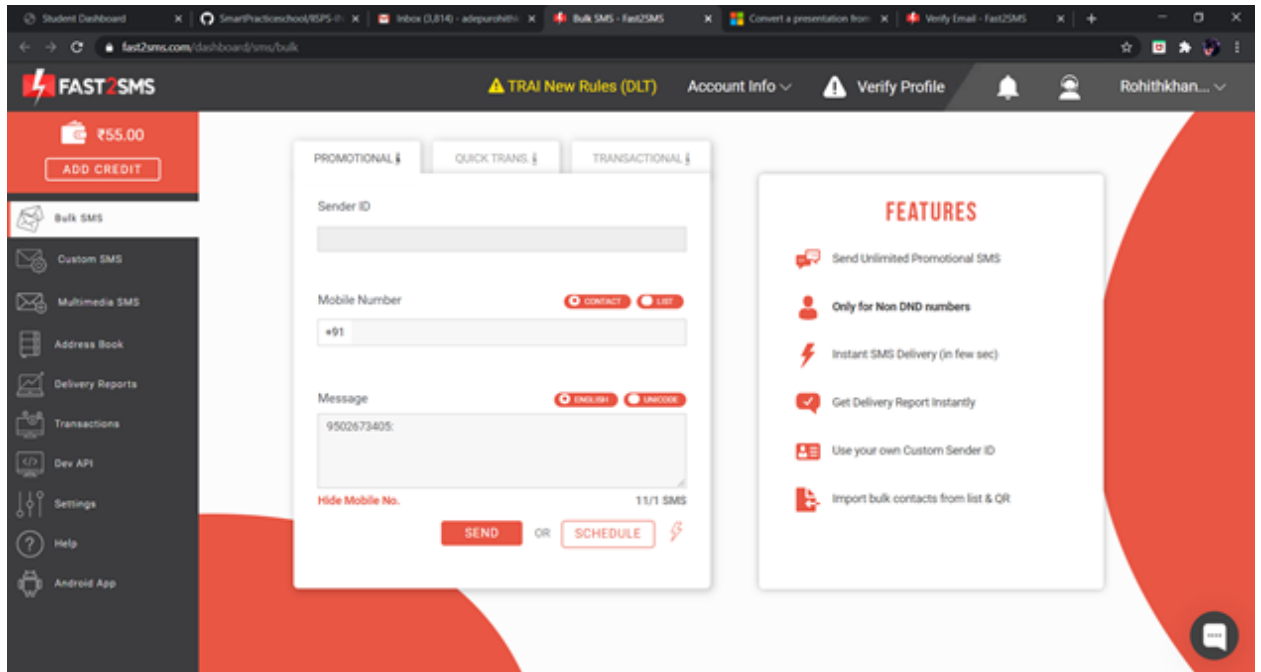 Student Dashboard
SmartPracticeschool/IISPS-
Inbox (3,814) - adepurohith
Bulk SMS - Fast2SMS
Convert a presentation from
Verify Email - Fast2SMS
fast2sms.com/dashboard/sms/bulk
FAST2SMS
TRAI New Rules (DLT)
Account Info
Verify Profile
Rohithkhan...
₹55.00
ADD CREDIT
Bulk SMS
Custom SMS
Multimedia SMS
Address Book
Delivery Reports
Transactions
Dev API
Settings
Help
Android App
PROMOTIONAL
QUICK TRANS.
TRANSACTIONAL
Sender ID
Mobile Number
CONTACT
LIST
+91
Message
ENGLISH
UNICODE
9502673405:
Hide Mobile No.
11/1 SMS
SEND
OR
SCHEDULE
FEATURES
Send Unlimited Promotional SMS
Only for Non DND numbers
Instant SMS Delivery (in few sec)
Get Delivery Report Instantly
Use your own Custom Sender ID
Import bulk contacts from list & QR